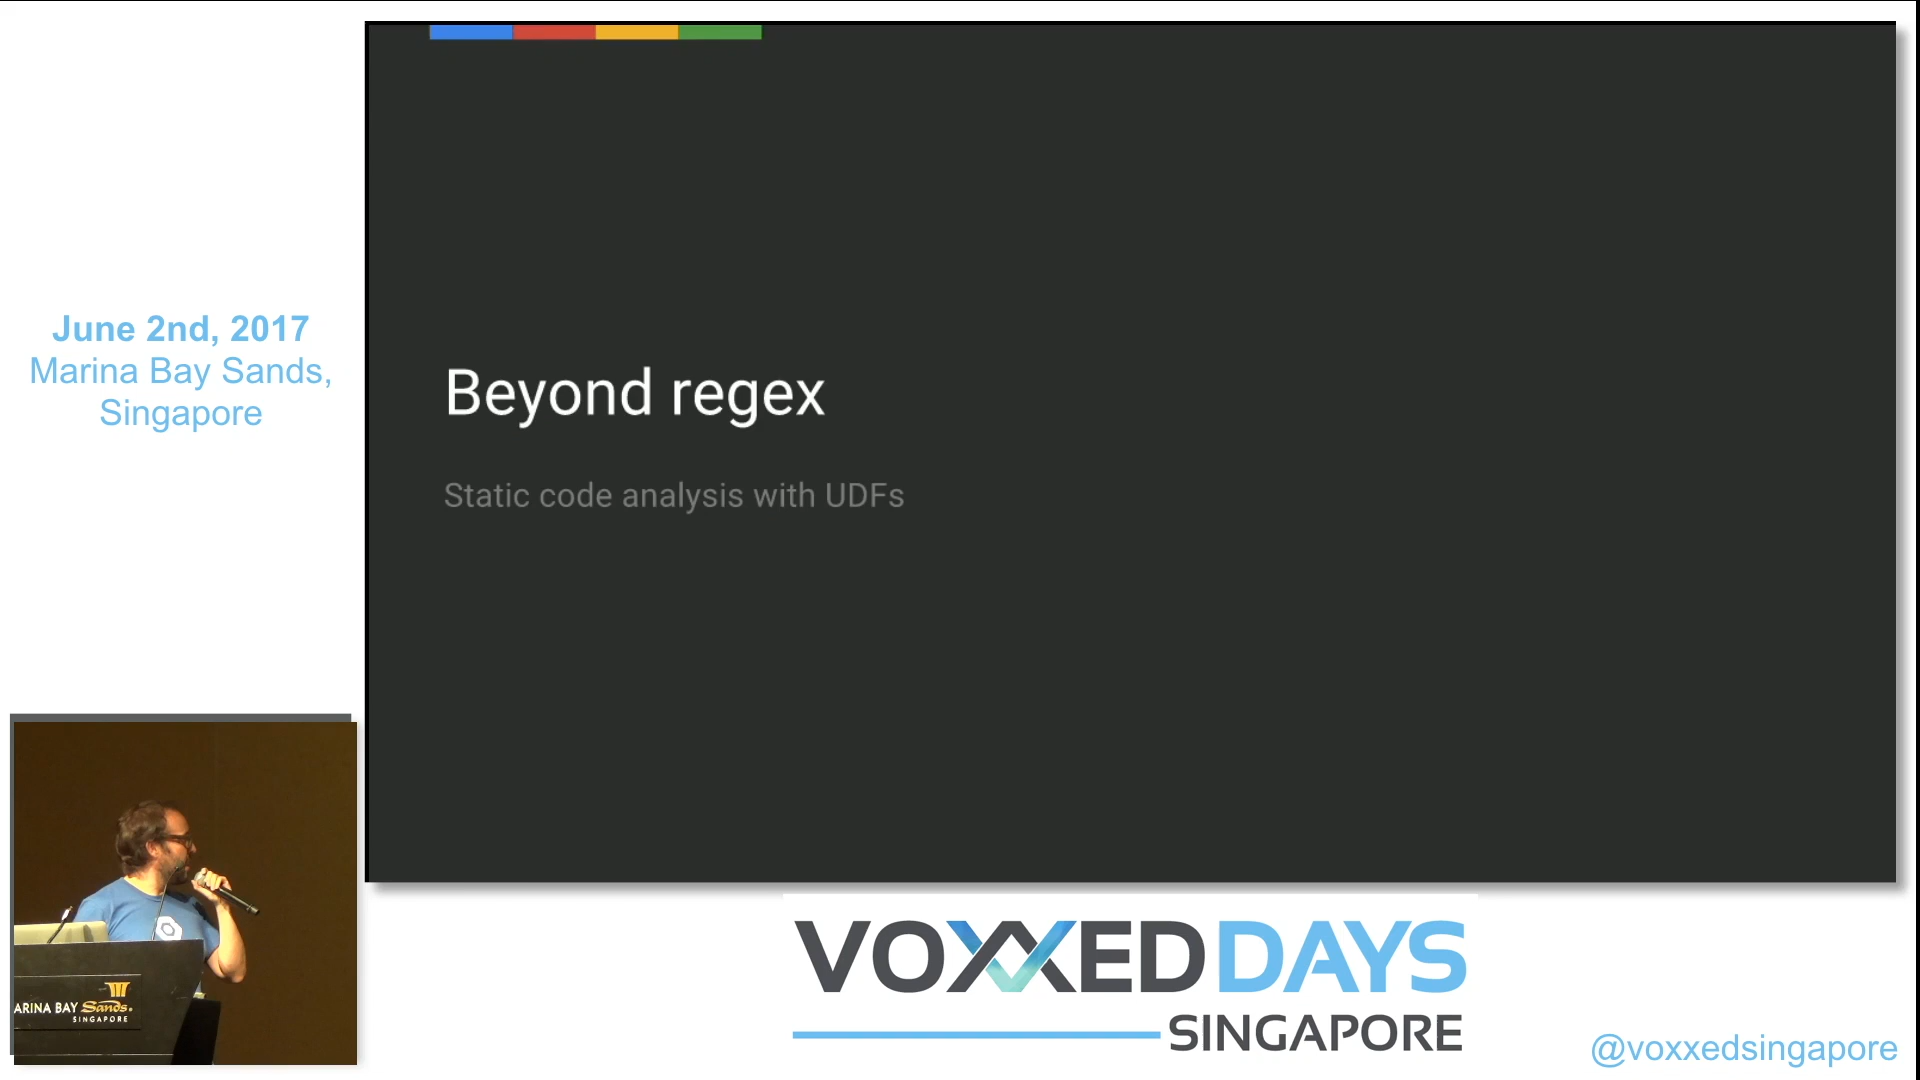 June 2nd, 2017
Marina Bay Sands,
Singapore
Beyond regex
Static code analysis with UDFs
ARINA BAY Sands.
SINGAPORE
VOXXED DAYS
SINGAPORE
@voxxedsingapore